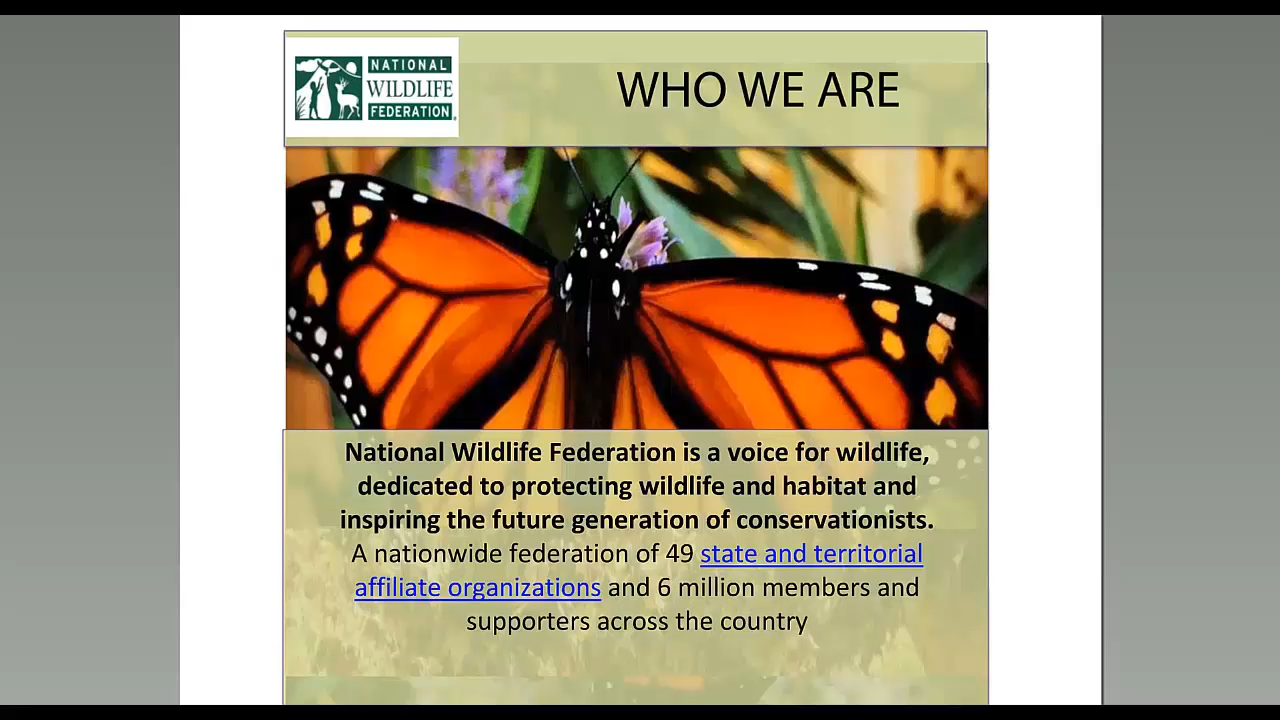 NATIONAL
WILDLIFE
FEDERATION
WHO WE ARE
National Wildlife Federation is a voice for wildlife,
dedicated to protecting wildlife and habitat and
inspiring the future generation of conservationists.
A nationwide federation of 49 state and territorial
affiliate organizations and 6 million members and
supporters across the country